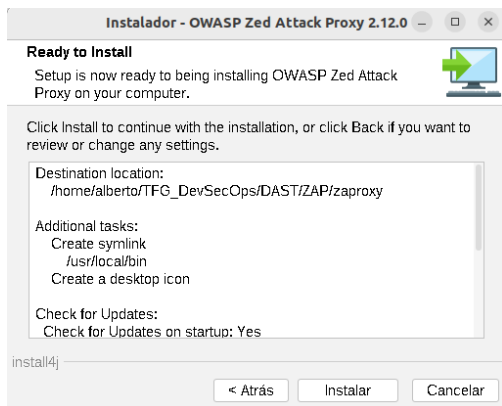 Instalador - OWASP Zed Attack Proxy 2.12.0
Ready to Install
Setup is now ready to being installing OWASP Zed Attack
Proxy on your computer.
Click Install to continue with the installation, or click Back if you want to
review or change any settings.
Destination location:
/home/alberto/TFG_DevSecOps/DAST/ZAP/zaproxy
Additional tasks:
Create symlink
/usr/local/bin
Create a desktop icon
Check for Updates:
Check for Updates on startup: Yes
install4j
< Atrás Instalar Cancelar